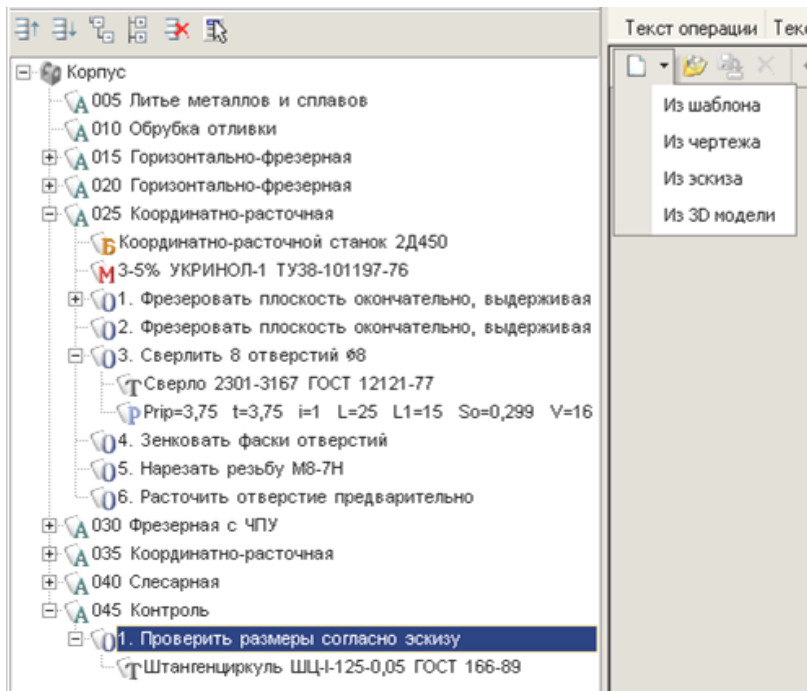 Текст операции Тек
Из шаблона
Из чертежа
Из эскиза
Из 3D модели
Корпус
А 005 Литье металлов и сплавов
А 010 Обрубка отливки
А 015 Горизонтально-фрезерная
А 020 Горизонтально-фрезерная
А 025 Координатно-расточная
Б Координатно-расточной станок 2Д450
М 3-5% УКРИНОЛ-1 ТУ38-101197-76
О 1. Фрезеровать плоскость окончательно, выдерживая
О 2. Фрезеровать плоскость окончательно, выдерживая
О 3. Сверлить 8 отверстий ø8
Т Сверло 2301-3167 ГОСТ 12121-77
Р Prip=3,75 t=3,75 i=1 L=25 L1=15 So=0,299 V=16
О 4. Зенковать фаски отверстий
О 5. Нарезать резьбу М8-7Н
О 6. Расточить отверстие предварительно
А 030 Фрезерная с ЧПУ
А 035 Координатно-расточная
А 040 Слесарная
А 045 Контроль
О 1. Проверить размеры согласно эскизу
Т Штангенциркуль ШЦ-I-125-0,05 ГОСТ 166-89